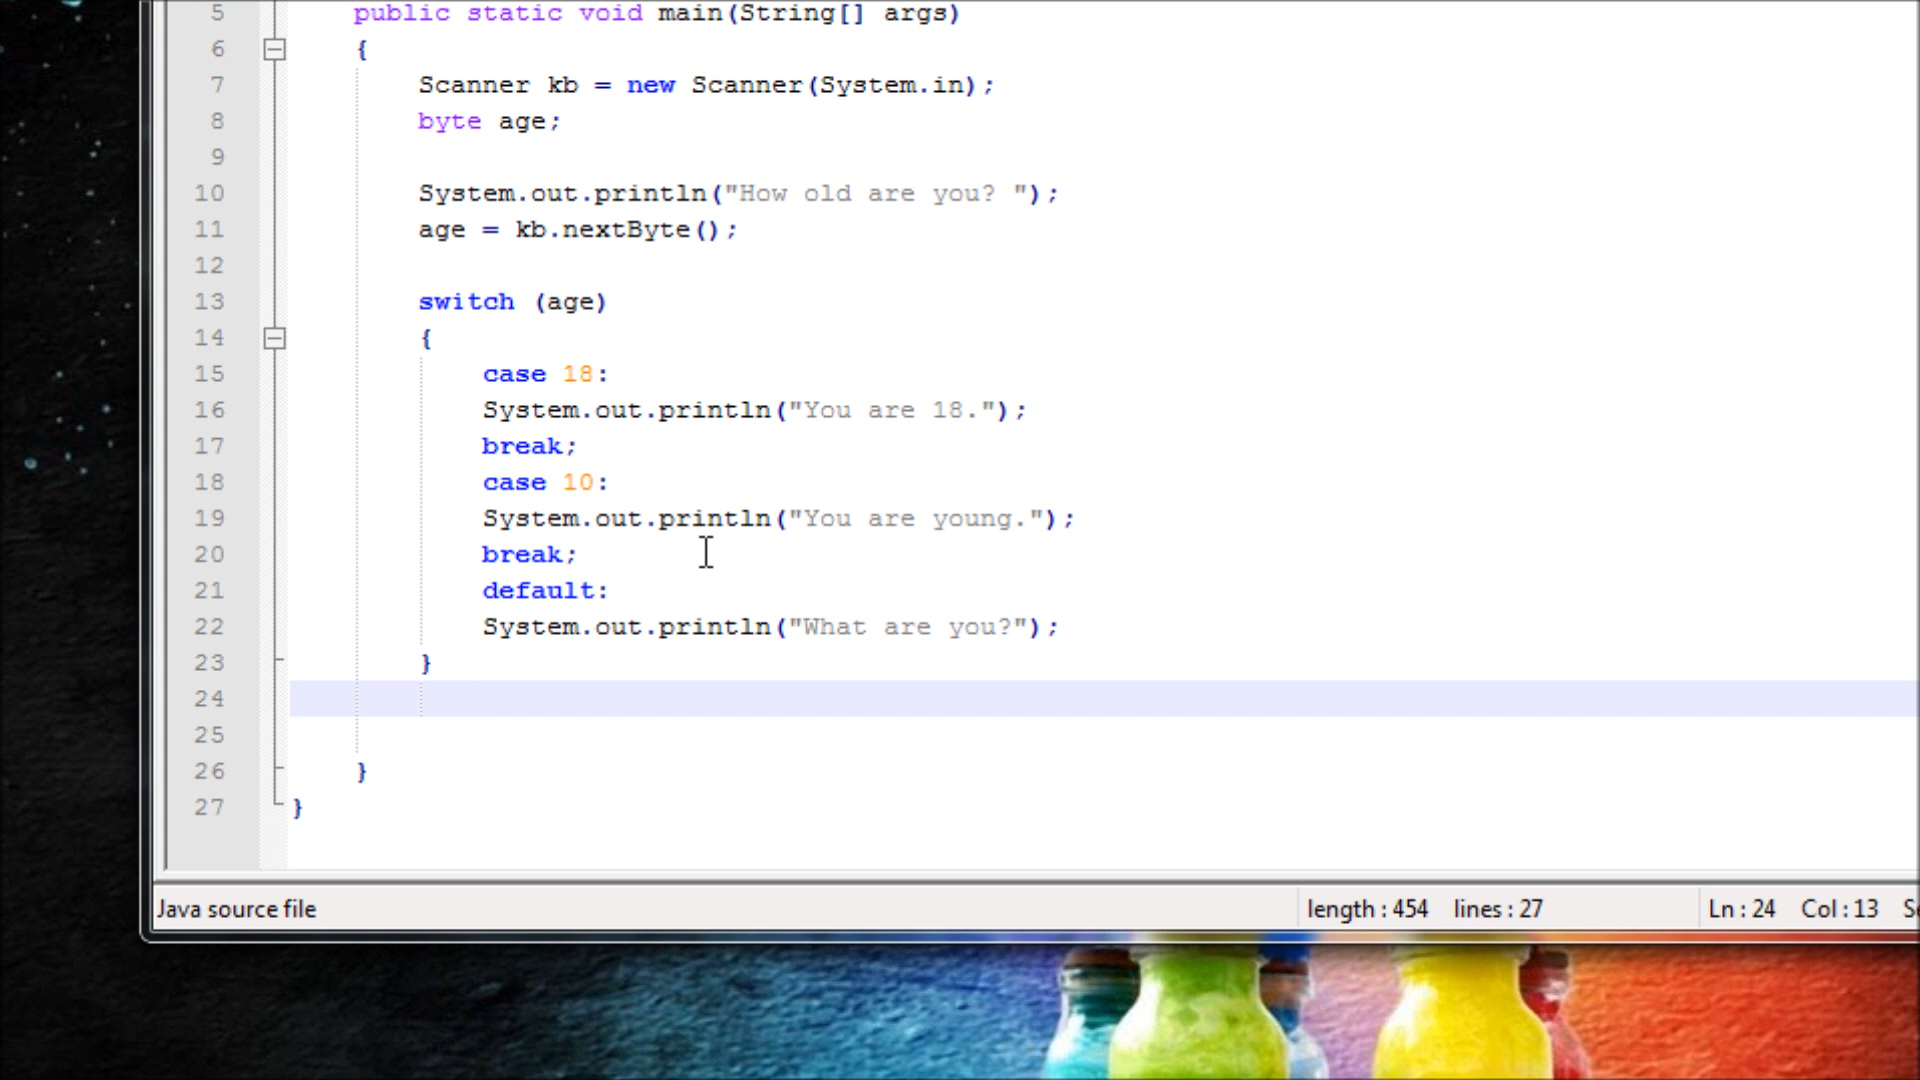 5 public static void main(String[] args)
6 {
7 Scanner kb = new Scanner(System.in);
8 byte age;
9
10 System.out.println("How old are you? ");
11 age = kb.nextByte();
12
13 switch (age)
14 {
15 case 18:
16 System.out.println("You are 18.");
17 break;
18 case 10:
19 System.out.println("You are young.");
20 break;
21 default:
22 System.out.println("What are you?");
23 }
24
25
26 }
27 }
Java source file length : 454 lines : 27 Ln : 24 Col : 13